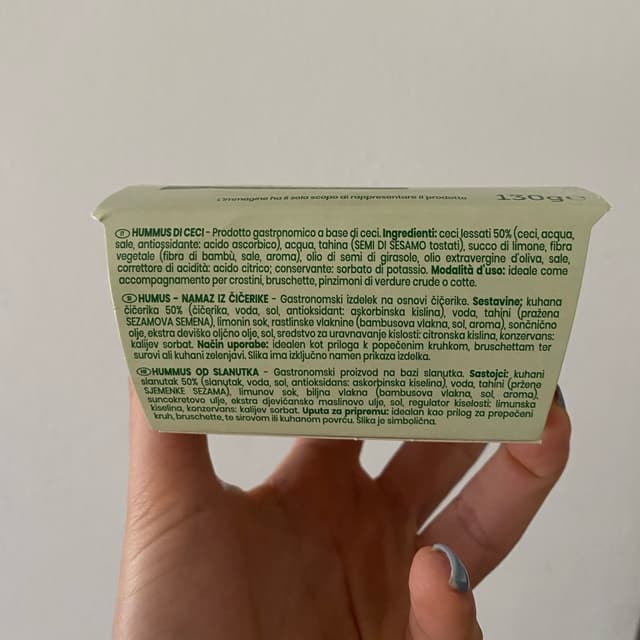 L'immagine ha il solo scopo di rappresentare il prodotto
130g e
IT HUMMUS DI CECI - Prodotto gastronomico a base di ceci. Ingredienti: ceci lessati 50% (ceci, acqua,
sale, antiossidante: acido ascorbico), acqua, tahina (SEMI DI SESAMO tostati), succo di limone, fibra
vegetale (fibra di bambù, sale, aroma), olio di semi di girasole, olio extravergine d'oliva, sale,
correttore di acidità: acido citrico; conservante: sorbato di potassio. Modalità d'uso: ideale come
accompagnamento per crostini, bruschette, pinzimoni di verdure crude o cotte.
SI HUMUS - NAMAZ IZ ČIČERIKE - Gastronomski izdelek na osnovi čičerike. Sestavine; kuhana
čičerika 50% (čičerika, voda, sol, antioksidant: askorbinska kislina), voda, tahini (pražena
SEZAMOVA SEMENA), limonin sok, rastlinske vlaknine (bambusova vlakna, sol, aroma), sončnično
olje, ekstra deviško oljčno olje, sol, sredstvo za uravnavanje kislosti: citronska kislina, konzervans:
kalijev sorbat. Način uporabe: idealen kot priloga k popečenim kruhkom, bruschettam ter
surovi ali kuhani zelenjavi. Slika ima izključno namen prikaza izdelka.
HR HUMMUS OD SLANUTKA - Gastronomski proizvod na bazi slanutka. Sastojci: kuhani
slanutak 50% (slanutak, voda, sol, antioksidans: askorbinska kiselina), voda, tahini (pržene
SJEMENKE SEZAMA), limunov sok, biljna vlakna (bambusova vlakna, sol, aroma),
suncokretovo ulje, ekstra djevičansko maslinovo ulje, sol, regulator kiselosti: limunska
kiselina, konzervans: kalijev sorbat. Uputa za pripremu: idealan kao prilog za prepečeni
kruh, bruschette, te sirovom ili kuhanom povrću. Slika je simbolična.